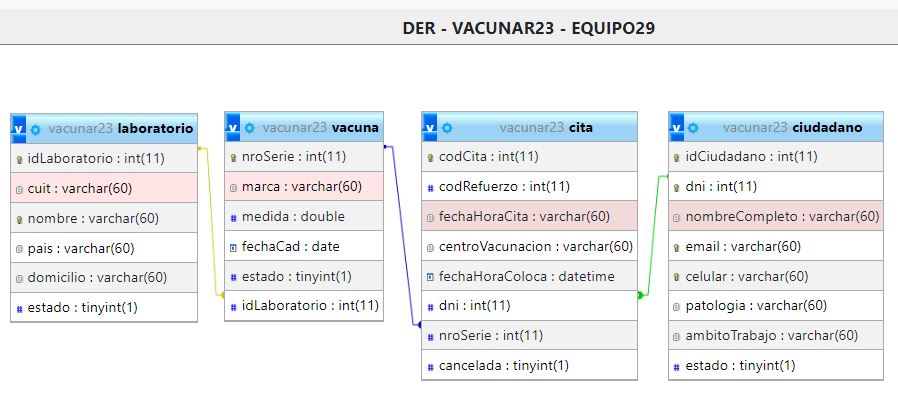 DER - VACUNAR23 - EQUIPO29
v vacunar23 laboratorio
idLaboratorio : int(11)
cuit : varchar(60)
nombre : varchar(60)
pais : varchar(60)
domicilio : varchar(60)
# estado : tinyint(1)
v vacunar23 vacuna
nroSerie : int(11)
marca : varchar(60)
# medida : double
fechaCad : date
# estado : tinyint(1)
# idLaboratorio : int(11)
v vacunar23 cita
codCita : int(11)
# codRefuerzo : int(11)
fechaHoraCita : varchar(60)
centroVacunacion : varchar(60)
fechaHoraColoca : datetime
# dni : int(11)
# nroSerie : int(11)
# cancelada : tinyint(1)
v vacunar23 ciudadano
idCiudadano : int(11)
dni : int(11)
nombreCompleto : varchar(60)
email : varchar(60)
celular : varchar(60)
patologia : varchar(60)
ambitoTrabajo : varchar(60)
# estado : tinyint(1)